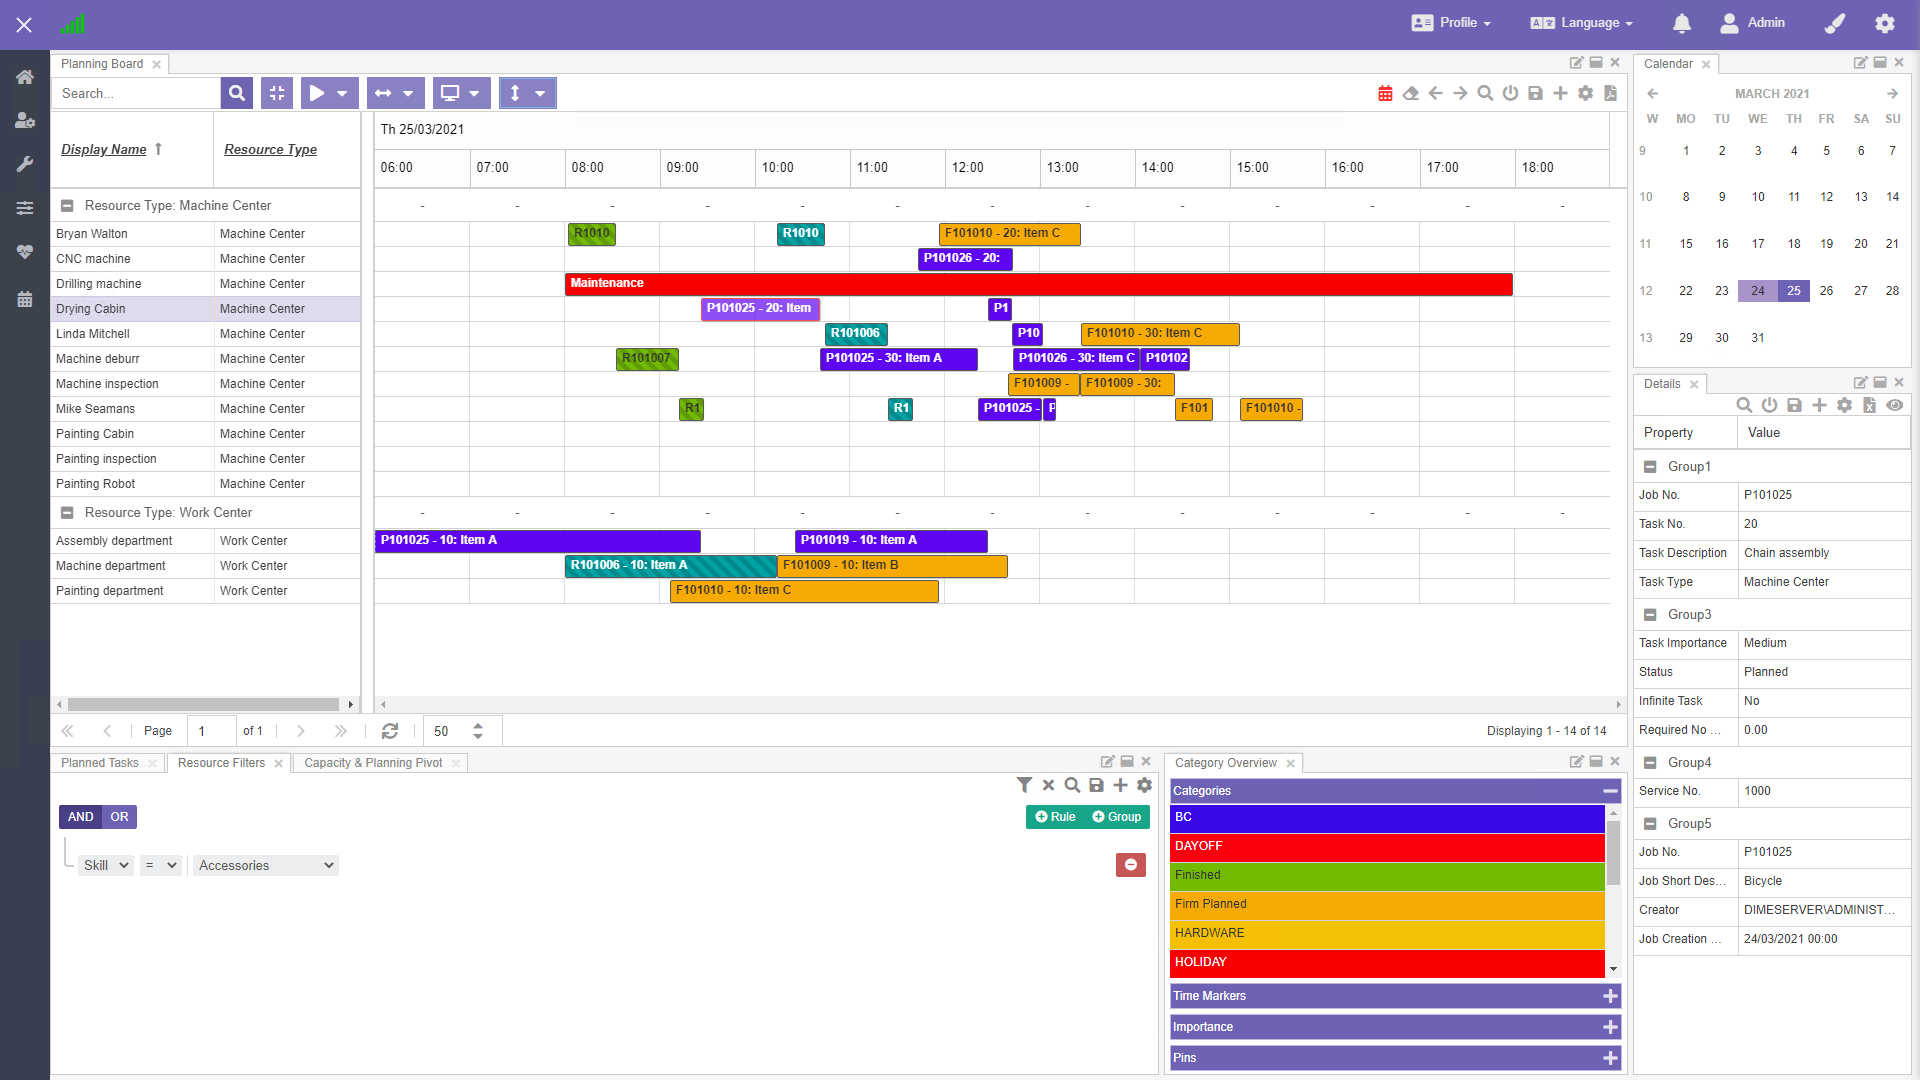 Profile
Language
Admin
Planning Board
Search...
Display Name
Resource Type
Th 25/03/2021
06:00 07:00 08:00 09:00 10:00 11:00 12:00 13:00 14:00 15:00 16:00 17:00 18:00
Resource Type: Machine Center - - - - - - - - - - - - -
Bryan Walton Machine Center R1010 R1010 F101010 - 20: Item C
CNC machine Machine Center P101026 - 20:
Drilling machine Machine Center Maintenance
Drying Cabin Machine Center P101025 - 20: Item P1
Linda Mitchell Machine Center R101006 P10 F101010 - 30: Item C
Machine deburr Machine Center R101007 P101025 - 30: Item A P101026 - 30: Item C P10102
Machine inspection Machine Center F101009 - F101009 - 30:
Mike Seamans Machine Center R1 R1 P101025 - P F101 F101010 -
Painting Cabin Machine Center
Painting inspection Machine Center
Painting Robot Machine Center
Resource Type: Work Center - - - - - - - - - - - - -
Assembly department Work Center P101025 - 10: Item A P101019 - 10: Item A
Machine department Work Center R101006 - 10: Item A F101009 - 10: Item B
Painting department Work Center F101010 - 10: Item C
Page 1 of 1 50 Displaying 1 - 14 of 14
Planned Tasks
Resource Filters
Capacity & Planning Pivot
AND OR
Rule Group
Skill = Accessories
Category Overview
Categories
BC
DAYOFF
Finished
Firm Planned
HARDWARE
HOLIDAY
Time Markers
Importance
Pins
Calendar
MARCH 2021
W MO TU WE TH FR SA SU
9 1 2 3 4 5 6 7
10 8 9 10 11 12 13 14
11 15 16 17 18 19 20 21
12 22 23 24 25 26 27 28
13 29 30 31
Details
Property Value
Group1
Job No. P101025
Task No. 20
Task Description Chain assembly
Task Type Machine Center
Group3
Task Importance Medium
Status Planned
Infinite Task No
Required No ... 0.00
Group4
Service No. 1000
Group5
Job No. P101025
Job Short Des... Bicycle
Creator DIMESERVER\ADMINIST...
Job Creation ... 24/03/2021 00:00